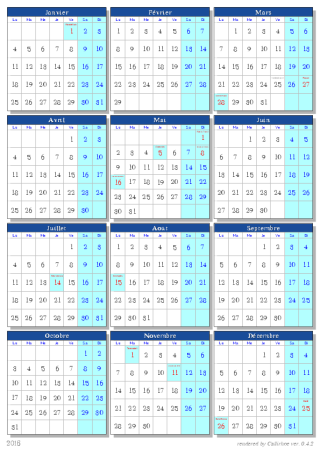 Janvier
Lu Ma Me Je Ve Sa Di
1 2 3
4 5 6 7 8 9 10
11 12 13 14 15 16 17
18 19 20 21 22 23 24
25 26 27 28 29 30 31
Février
Lu Ma Me Je Ve Sa Di
1 2 3 4 5 6 7
8 9 10 11 12 13 14
15 16 17 18 19 20 21
22 23 24 25 26 27 28
29
Mars
Lu Ma Me Je Ve Sa Di
1 2 3 4 5 6
7 8 9 10 11 12 13
14 15 16 17 18 19 20
21 22 23 24 25 26 27
28 29 30 31
Avril
Lu Ma Me Je Ve Sa Di
1 2 3
4 5 6 7 8 9 10
11 12 13 14 15 16 17
18 19 20 21 22 23 24
25 26 27 28 29 30
Mai
Lu Ma Me Je Ve Sa Di
1
2 3 4 5 6 7 8
9 10 11 12 13 14 15
16 17 18 19 20 21 22
23 24 25 26 27 28 29
30 31
Juin
Lu Ma Me Je Ve Sa Di
1 2 3 4 5
6 7 8 9 10 11 12
13 14 15 16 17 18 19
20 21 22 23 24 25 26
27 28 29 30
Juillet
Lu Ma Me Je Ve Sa Di
1 2 3
4 5 6 7 8 9 10
11 12 13 14 15 16 17
18 19 20 21 22 23 24
25 26 27 28 29 30 31
Aout
Lu Ma Me Je Ve Sa Di
1 2 3 4 5 6 7
8 9 10 11 12 13 14
15 16 17 18 19 20 21
22 23 24 25 26 27 28
29 30 31
Septembre
Lu Ma Me Je Ve Sa Di
1 2 3 4
5 6 7 8 9 10 11
12 13 14 15 16 17 18
19 20 21 22 23 24 25
26 27 28 29 30
Octobre
Lu Ma Me Je Ve Sa Di
1 2
3 4 5 6 7 8 9
10 11 12 13 14 15 16
17 18 19 20 21 22 23
24 25 26 27 28 29 30
31
Novembre
Lu Ma Me Je Ve Sa Di
1 2 3 4 5 6
7 8 9 10 11 12 13
14 15 16 17 18 19 20
21 22 23 24 25 26 27
28 29 30
Décembre
Lu Ma Me Je Ve Sa Di
1 2 3 4
5 6 7 8 9 10 11
12 13 14 15 16 17 18
19 20 21 22 23 24 25
26 27 28 29 30 31
2016
rendered by ver.